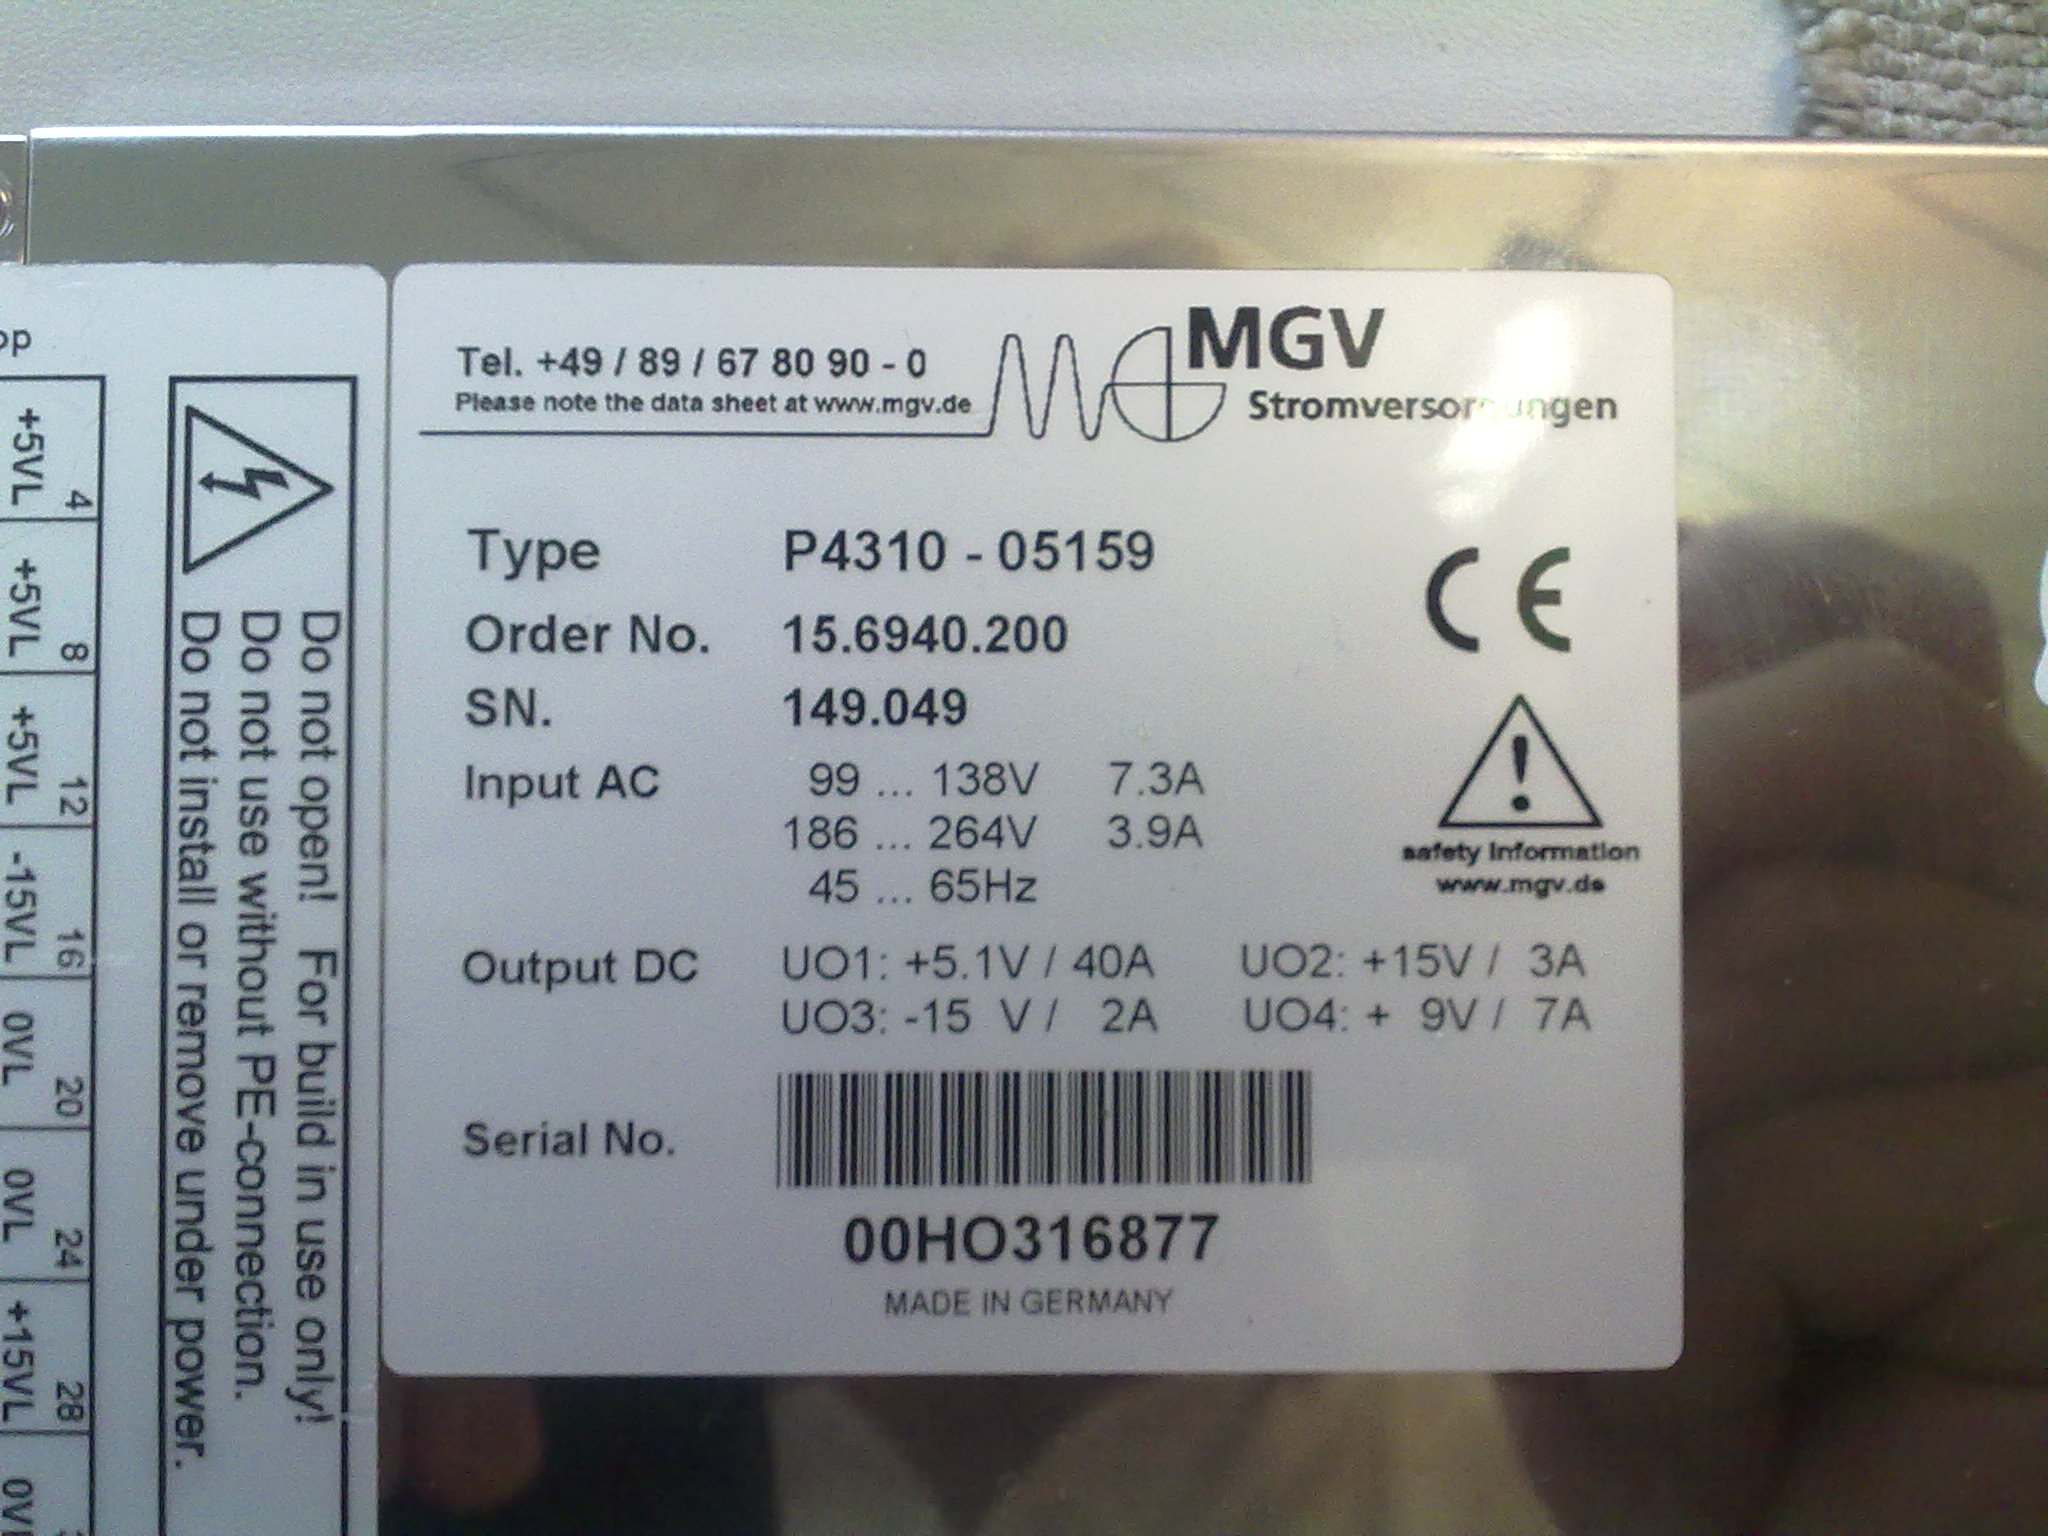 Tel. +49 / 89 / 67 80 90 - 0
Please note the data sheet at www.mgv.de
MGV
Stromversorgungen
Type P4310 - 05159
Order No. 15.6940.200
SN. 149.049
Input AC 99 ... 138V 7.3A
186 ... 264V 3.9A
45 ... 65Hz
CE
safety Information
www.mgv.de
Output DC UO1: +5.1V / 40A UO2: +15V / 3A
UO3: -15 V / 2A UO4: + 9V / 7A
Serial No.
00HO316877
MADE IN GERMANY
Do not open! For build in use only!
Do not use without PE-connection.
Do not install or remove under power.
4 +5VL
8 +5VL
12 +5VL
16 -15VL
20 0VL
24 0VL
28 +15VL